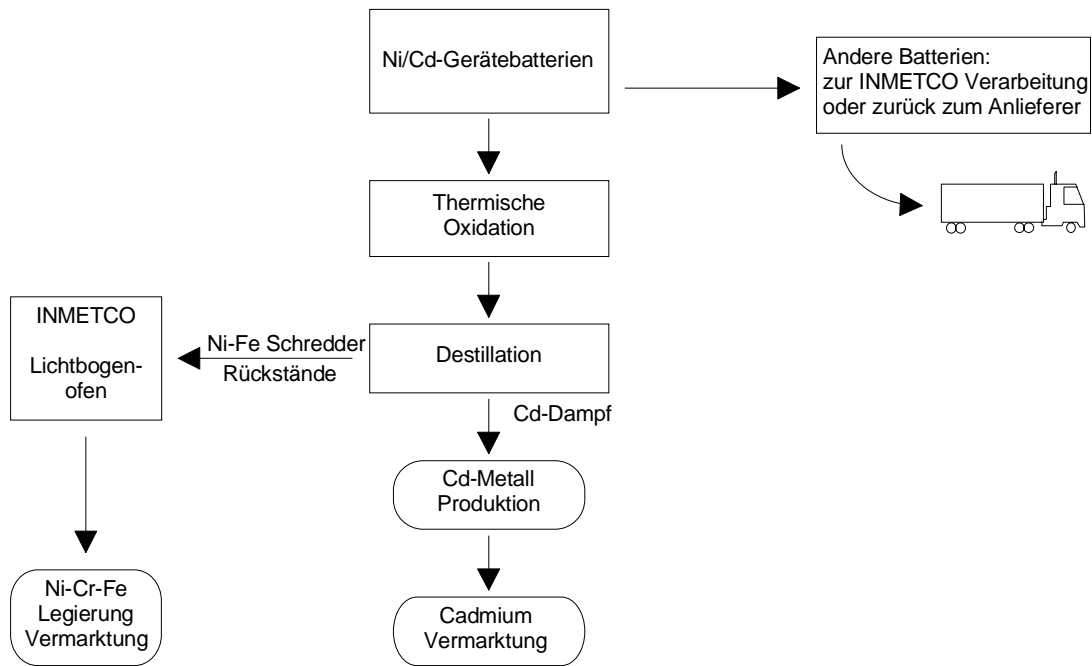 Ni/Cd-Gerätebatterien
Andere Batterien:
zur INMETCO Verarbeitung
oder zurück zum Anlieferer
Thermische
Oxidation
INMETCO
Lichtbogen-
ofen
Ni-Fe Schredder
Rückstände
Destillation
Cd-Dampf
Cd-Metall
Produktion
Ni-Cr-Fe
Legierung
Vermarktung
Cadmium
Vermarktung